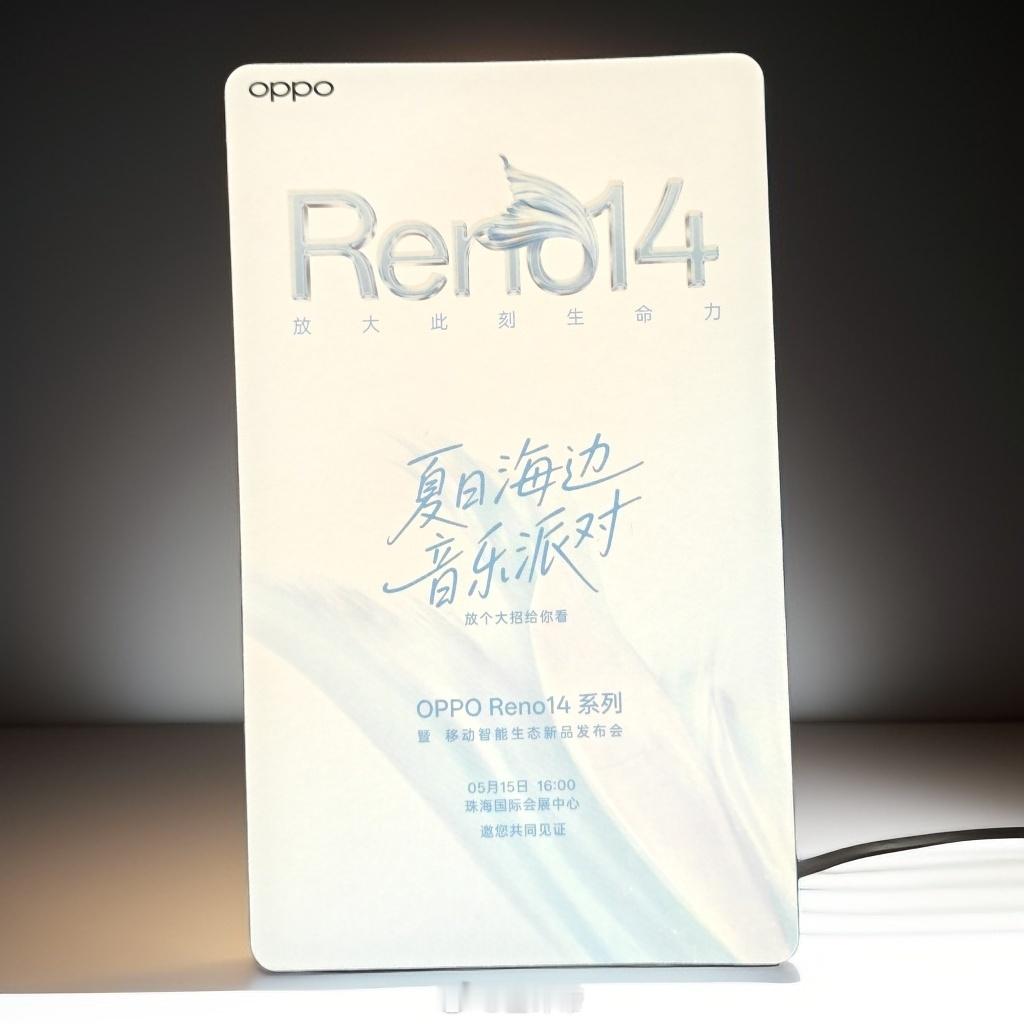 oppo
Reno14
放大此刻生命力
夏日海边
音乐派对
放个大招给你看
OPPO Reno14 系列
暨 移动智能生态新品发布会
05月15日 16:00
珠海国际会展中心
邀您共同见证